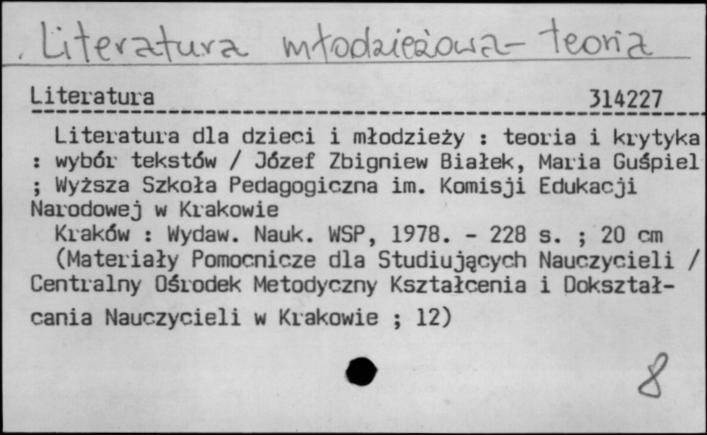 Literatura młodzieżowa - teoria
Literatura 314227
Literatura dla dzieci i młodzieży : teoria i krytyka
: wybór tekstów / Józef Zbigniew Białek, Maria Guśpiel
; Wyższa Szkoła Pedagogiczna im. Komisji Edukacji
Narodowej w Krakowie
Kraków : Wydaw. Nauk. WSP, 1978. - 228 s. ; 20 cm
(Materiały Pomocnicze dla Studiujących Nauczycieli /
Centralny Ośrodek Metodyczny Kształcenia i Dokształ-
cania Nauczycieli w Krakowie ; 12)
8